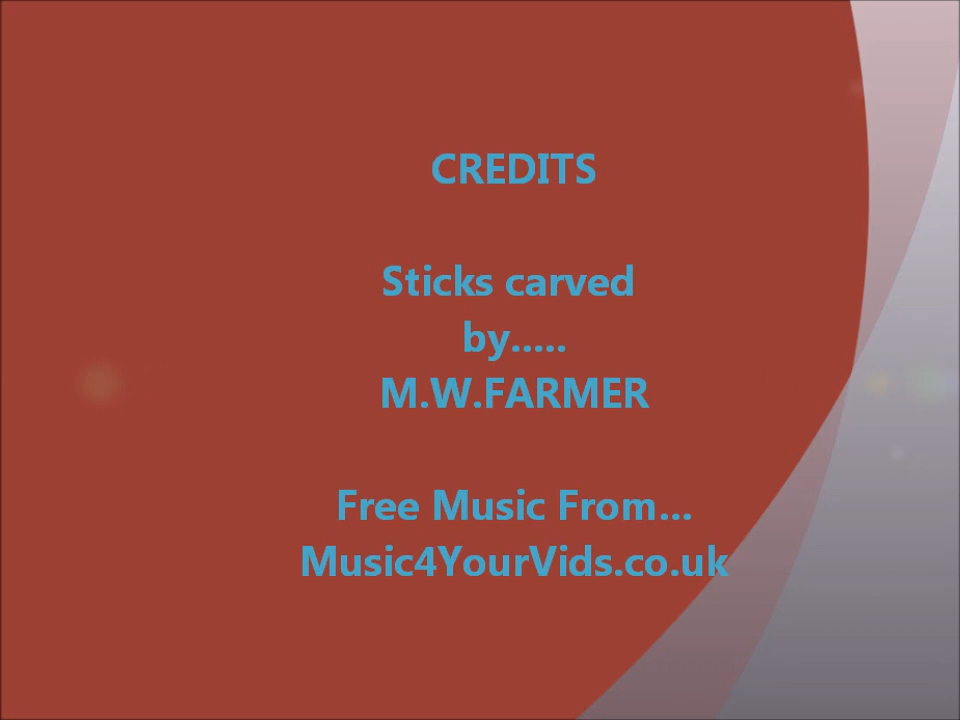 CREDITS
Sticks carved
by.....
M.W.FARMER
Free Music From...
Music4YourVids.co.uk